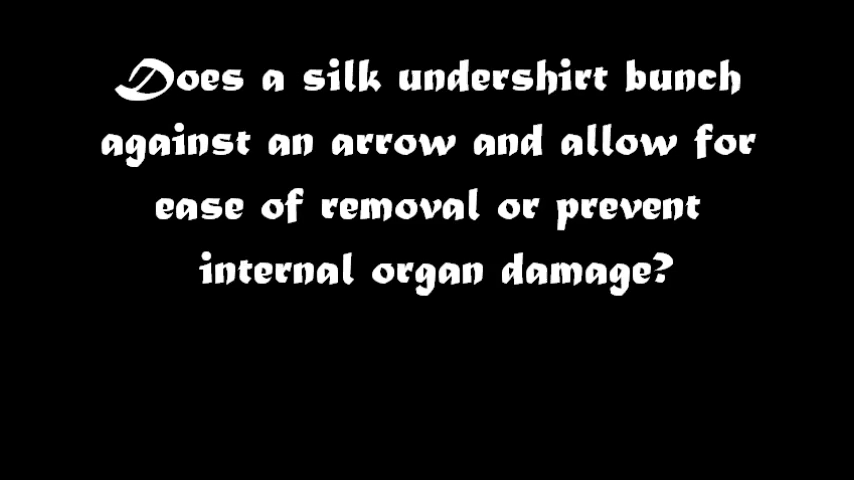 Does a silk undershirt bunch
against an arrow and allow for
ease of removal or prevent
internal organ damage?